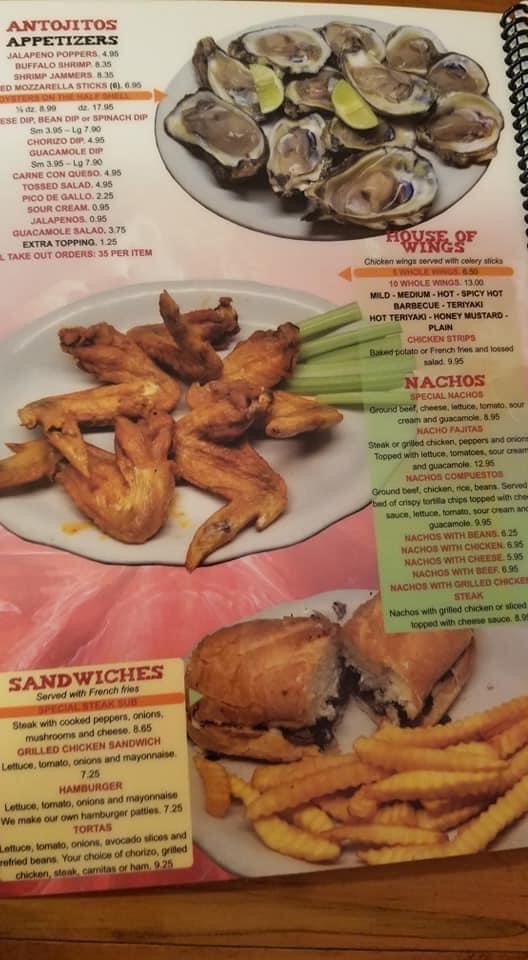 ANTOJITOS
APPETIZERS
JALAPENO POPPERS. 4.95
BUFFALO SHRIMP. 8.35
SHRIMP JAMMERS. 8.35
ED MOZZARELLA STICKS (6). 6.95
OYSTERS ON THE HALF SHELL
½ dz. 8.99 dz. 17.95
ESE DIP, BEAN DIP or SPINACH DIP
Sm 3.95 – Lg 7.90
CHORIZO DIP. 4.95
GUACAMOLE DIP
Sm 3.95 – Lg 7.90
CARNE CON QUESO. 4.95
TOSSED SALAD. 4.95
PICO DE GALLO. 2.25
SOUR CREAM. 0.95
JALAPENOS. 0.95
GUACAMOLE SALAD. 3.75
EXTRA TOPPING. 1.25
L TAKE OUT ORDERS: 35 PER ITEM
HOUSE OF
WINGS
Chicken wings served with celery sticks
5 WHOLE WINGS. 6.50
10 WHOLE WINGS. 13.00
MILD - MEDIUM - HOT - SPICY HOT
BARBECUE - TERIYAKI
HOT TERIYAKI - HONEY MUSTARD -
PLAIN
CHICKEN STRIPS
Baked potato or French fries and tossed
salad. 9.95
NACHOS
SPECIAL NACHOS
Ground beef, cheese, lettuce, tomato, sour
cream and guacamole. 8.95
NACHO FAJITAS
Steak or grilled chicken, peppers and onions
Topped with lettuce, tomatoes, sour cream
and guacamole. 12.95
NACHOS COMPUESTOS
Ground beef, chicken, rice, beans. Served
bed of crispy tortilla chips topped with che
sauce, lettuce, tomato, sour cream and
guacamole. 9.95
NACHOS WITH BEANS. 6.25
NACHOS WITH CHICKEN. 6.95
NACHOS WITH CHEESE. 5.95
NACHOS WITH BEEF. 6.95
NACHOS WITH GRILLED CHICKEN
STEAK
Nachos with grilled chicken or sliced
topped with cheese sauce. 8.95
SANDWICHES
Served with French fries
SPECIAL STEAK SUB
Steak with cooked peppers, onions,
mushrooms and cheese. 8.65
GRILLED CHICKEN SANDWICH
Lettuce, tomato, onions and mayonnaise.
7.25
HAMBURGER
Lettuce, tomato, onions and mayonnaise
We make our own hamburger patties. 7.25
TORTAS
Lettuce, tomato, onions, avocado slices and
refried beans. Your choice of chorizo, grilled
chicken, steak, carnitas or ham. 9.25